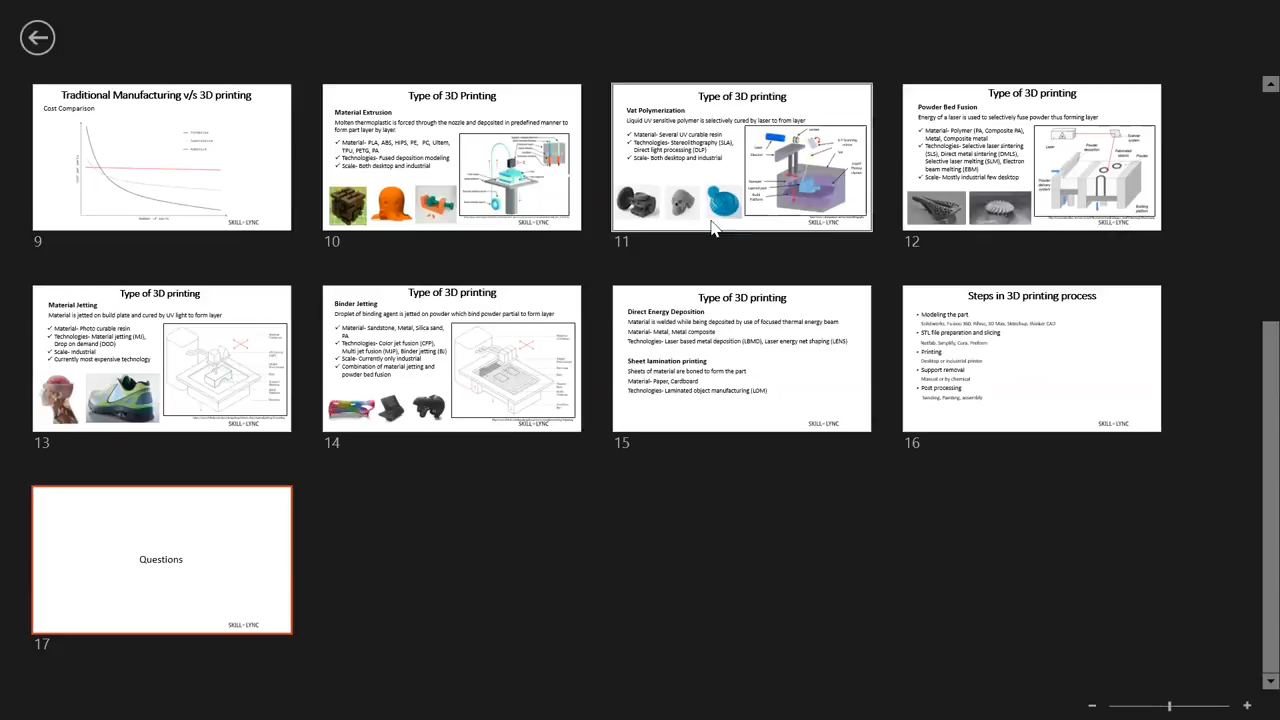 Traditional Manufacturing v/s 3D printing
Cost Comparison
SKILL-LYNC
9
Type of 3D Printing
Material Extrusion
Molten thermoplastic is forced through the nozzle and deposited in predefined manner to
form part layer by layer.
✓ Material- PLA, ABS, HIPS, PE, PC, Ultem,
TPU, PETG, PA
✓ Technologies- Fused deposition modeling
✓ Scale- Both desktop and industrial
SKILL-LYNC
10
Type of 3D printing
Vat Polymerization
Liquid UV sensitive polymer is selectively cured by laser to from layer
✓ Material- Several UV curable resin
✓ Technologies- Stereolithography (SLA),
Direct light processing (DLP)
✓ Scale- Both desktop and industrial
SKILL-LYNC
11
Type of 3D printing
Powder Bed Fusion
Energy of a laser is used to selectively fuse powder thus forming layer
✓ Material- Polymer (PA, Composite PA),
Metal, Composite metal
✓ Technologies- Selective laser sintering
(SLS), Direct metal sintering (DMLS),
Selective laser melting (SLM), Electron
beam melting (EBM)
✓ Scale- Mostly industrial few desktop
SKILL-LYNC
12
Type of 3D printing
Material Jetting
Material is jetted on build plate and cured by UV light to form layer
✓ Material- Photo curable resin
✓ Technologies- Material jetting (MJ),
Drop on demand (DOD)
✓ Scale- Industrial
✓ Currently most expensive technology
SKILL-LYNC
13
Type of 3D printing
Binder Jetting
Droplet of binding agent is jetted on powder which bind powder partial to form layer
✓ Material- Sandstone, Metal, Silica sand,
PA
✓ Technologies- Color jet fusion (CFP),
Multi jet fusion (MJP), Binder jetting (BJ)
✓ Scale- Currently only industrial
✓ Combination of material jetting and
powder bed fusion
SKILL-LYNC
14
Type of 3D printing
Direct Energy Deposition
Material is welded while being deposited by use of focused thermal energy beam
Material- Metal, Metal composite
Technologies- Laser based metal deposition (LBMD), Laser energy net shaping (LENS)
Sheet lamination printing
Sheets of material are boned to form the part
Material- Paper, Cardboard
Technologies- Laminated object manufacturing (LOM)
SKILL-LYNC
15
Steps in 3D printing process
• Modeling the part
Solidworks, Fusion 360, Rhino, 3D Max, Sketchup, thinker CAD
• STL file preparation and slicing
Netfab, Simplify, Cura, Preform
• Printing
Desktop or industrial printer
• Support removal
Manual or by chemical
• Post processing
Sanding, Painting, assembly
SKILL-LYNC
16
Questions
SKILL-LYNC
17